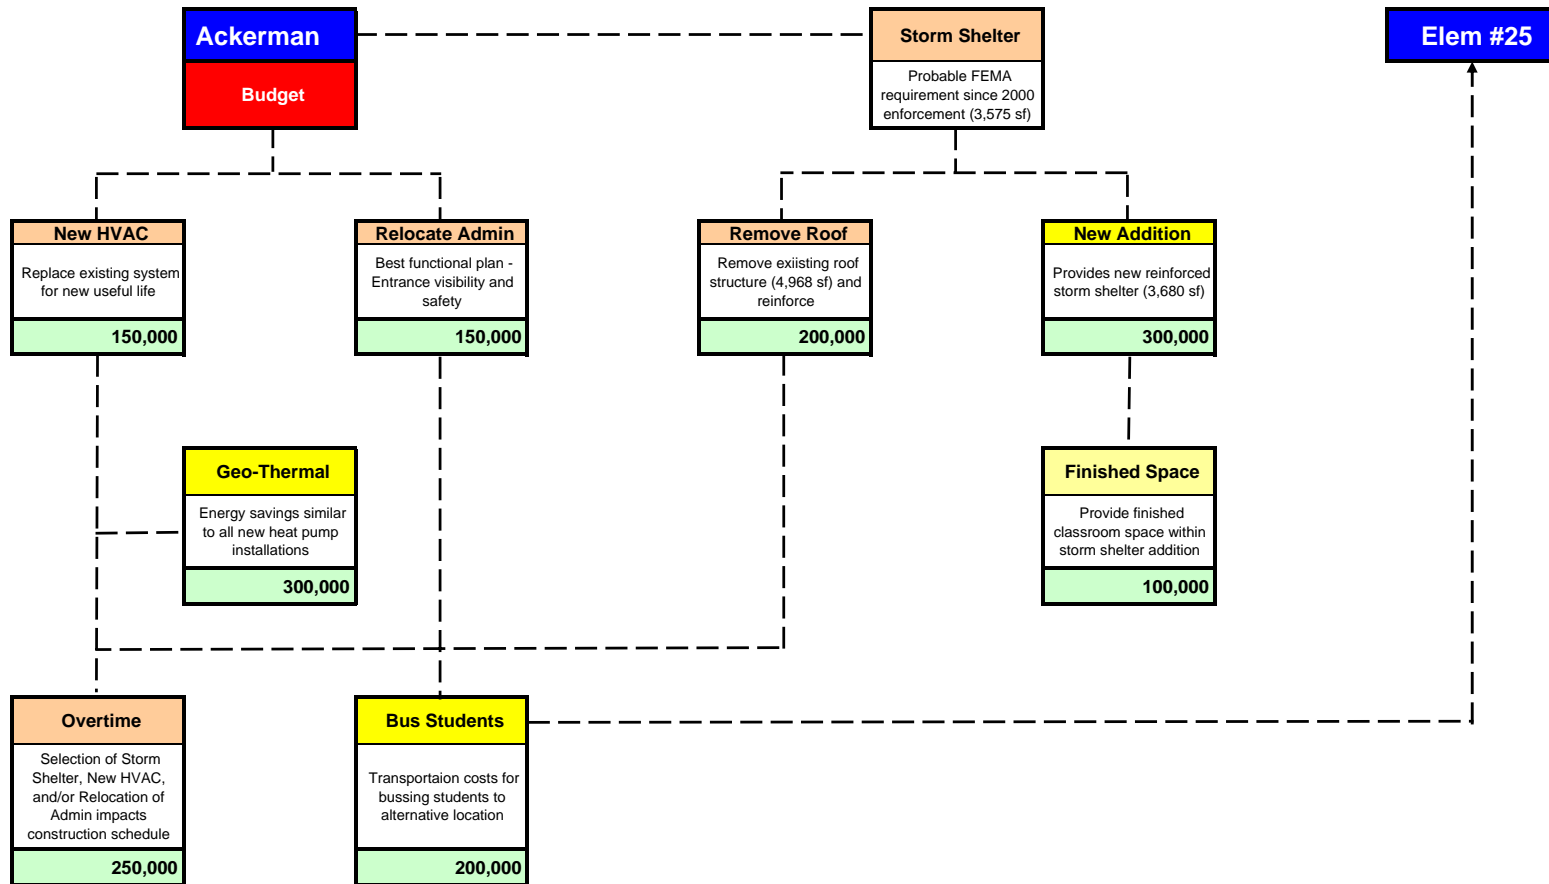 Ackerman
Budget
Storm Shelter
Probable FEMA
requirement since 2000
enforcement (3,575 sf)
Elem #25
New HVAC
Replace existing system
for new useful life
150,000
Relocate Admin
Best functional plan -
Entrance visibility and
safety
150,000
Remove Roof
Remove exiisting roof
structure (4,968 sf) and
reinforce
200,000
New Addition
Provides new reinforced
storm shelter (3,680 sf)
300,000
Geo-Thermal
Energy savings similar
to all new heat pump
installations
300,000
Finished Space
Provide finished
classroom space within
storm shelter addition
100,000
Overtime
Selection of Storm
Shelter, New HVAC,
and/or Relocation of
Admin impacts
construction schedule
250,000
Bus Students
Transportaion costs for
bussing students to
alternative location
200,000